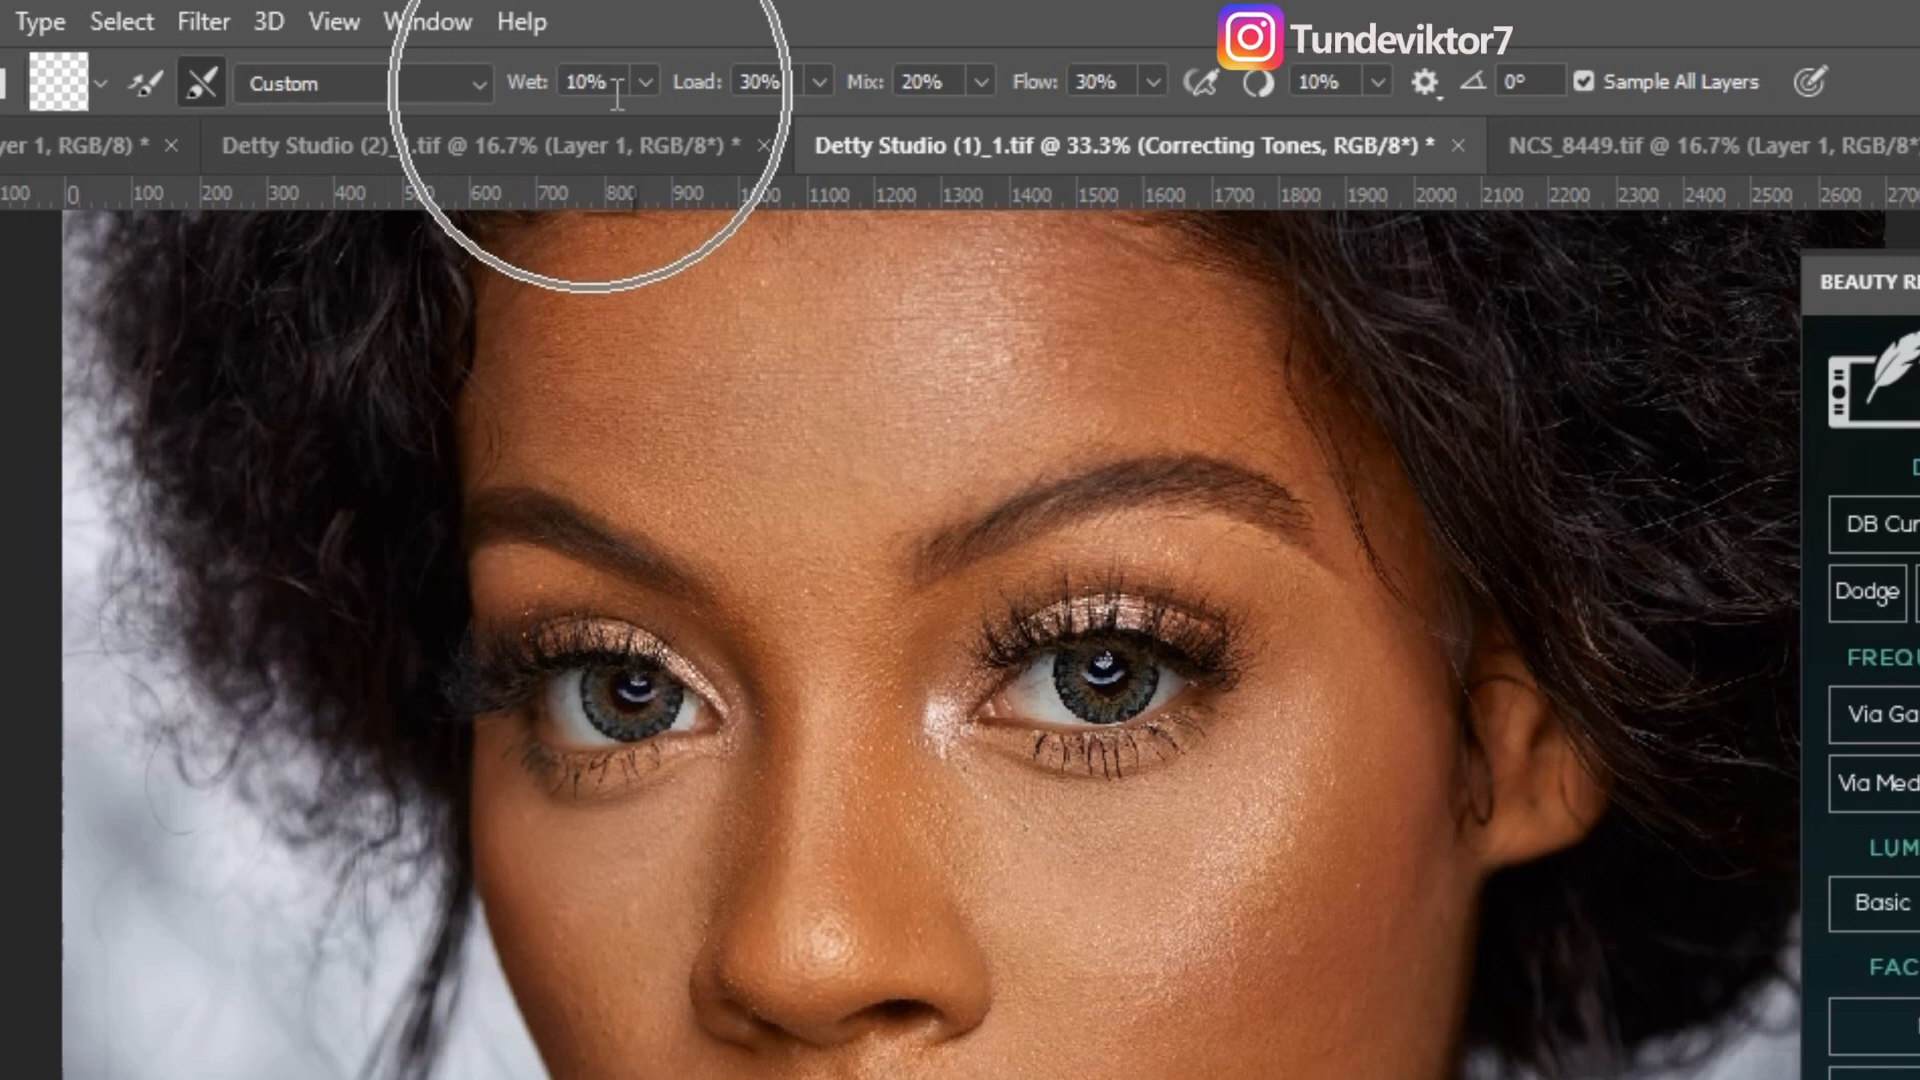 Type Select Filter 3D View Window Help
Tundeviktor7
Custom Wet: 10% Load: 30% Mix: 20% Flow: 30% 10% 0° Sample All Layers
yer 1, RGB/8) * × Detty Studio (2)_ .tif @ 16.7% (Layer 1, RGB/8*) * × Detty Studio (1)_1.tif @ 33.3% (Correcting Tones, RGB/8*) * × NCS_8449.tif @ 16.7% (Layer 1, RGB/8*
100 0 100 200 300 400 500 600 700 800 900 1000 1100 1200 1300 1400 1500 1600 1700 1800 1900 2000 2100 2200 2300 2400 2500 2600 2700
BEAUTY R
DB Cur
Dodge
FREQU
Via Ga
Via Med
LUM
Basic
FAC